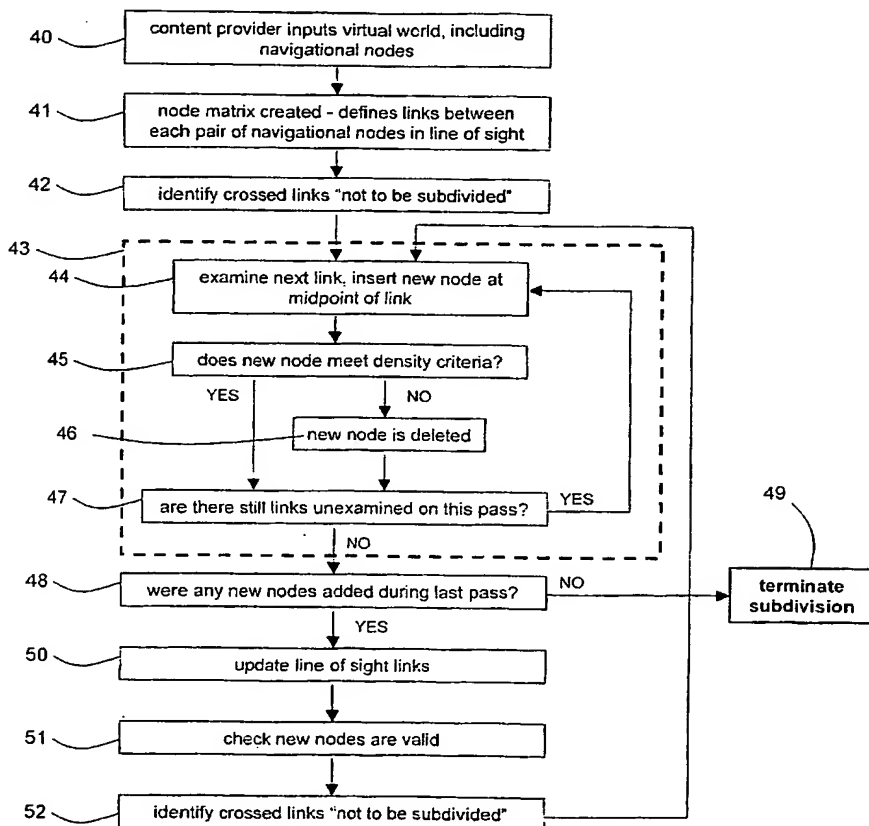 40
content provider inputs virtual world, including
navigational nodes
41
node matrix created - defines links between
each pair of navigational nodes in line of sight
42
identify crossed links "not to be subdivided"
43
44
examine next link, insert new node at
midpoint of link
45
does new node meet density criteria?
YES
NO
46
new node is deleted
47
are there still links unexamined on this pass?
YES
NO
48
were any new nodes added during last pass?
NO
49
terminate
subdivision
YES
50
update line of sight links
51
check new nodes are valid
52
identify crossed links "not to be subdivided"